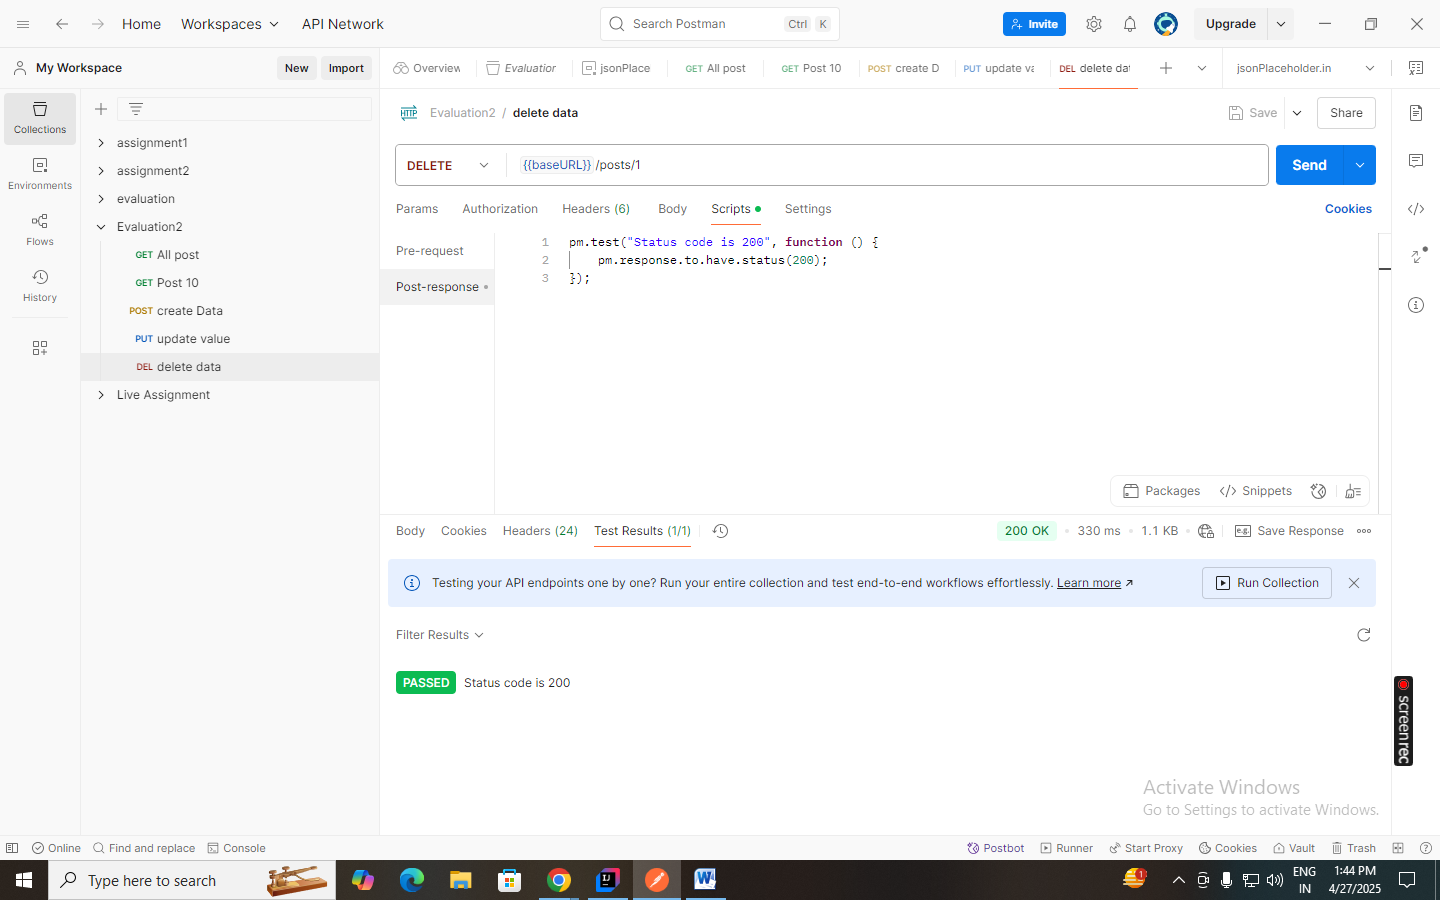 Home Workspaces API Network
Search Postman Ctrl K
Invite Upgrade
My Workspace New Import
Overview Evaluation jsonPlace GET All post GET Post 10 POST create D PUT update va DEL delete dat jsonPlaceholder.in
Collections
Environments
Flows
History
assignment1
assignment2
evaluation
Evaluation2
GET All post
GET Post 10
POST create Data
PUT update value
DEL delete data
Live Assignment
HTTP Evaluation2 / delete data Save Share
DELETE {{baseURL}}/posts/1 Send
Params Authorization Headers (6) Body Scripts Settings Cookies
Pre-request
Post-response
1 pm.test("Status code is 200", function () {
2 pm.response.to.have.status(200);
3 });
Packages </> Snippets
Body Cookies Headers (24) Test Results (1/1) 200 OK • 330 ms • 1.1 KB • e.g. Save Response
Testing your API endpoints one by one? Run your entire collection and test end-to-end workflows effortlessly. Learn more ↗ Run Collection
Filter Results
PASSED Status code is 200
screenrec
Activate Windows
Go to Settings to activate Windows.
Online Find and replace Console Postbot Runner Start Proxy Cookies Vault Trash
Type here to search
W
1
ENG
IN
1:44 PM
4/27/2025